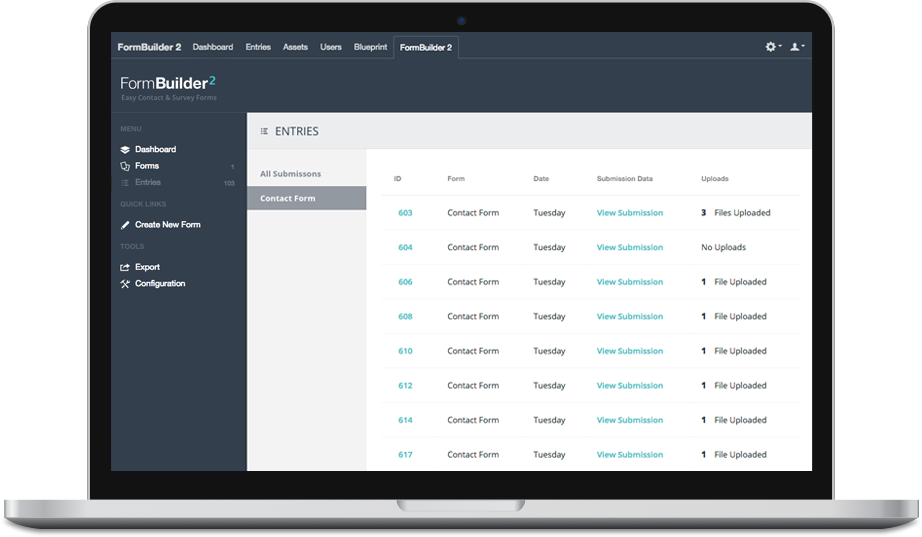 FormBuilder 2 Dashboard Entries Assets Users Blueprint FormBuilder 2
FormBuilder2
Easy Contact & Survey Forms
MENU
Dashboard
Forms 1
Entries 103
QUICK LINKS
Create New Form
TOOLS
Export
Configuration
ENTRIES
All Submissons
Contact Form
ID Form Date Submission Data Uploads
603 Contact Form Tuesday View Submission 3 Files Uploaded
604 Contact Form Tuesday View Submission No Uploads
606 Contact Form Tuesday View Submission 1 File Uploaded
608 Contact Form Tuesday View Submission 1 File Uploaded
610 Contact Form Tuesday View Submission 1 File Uploaded
612 Contact Form Tuesday View Submission 1 File Uploaded
614 Contact Form Tuesday View Submission 1 File Uploaded
617 Contact Form Tuesday View Submission 1 File Uploaded